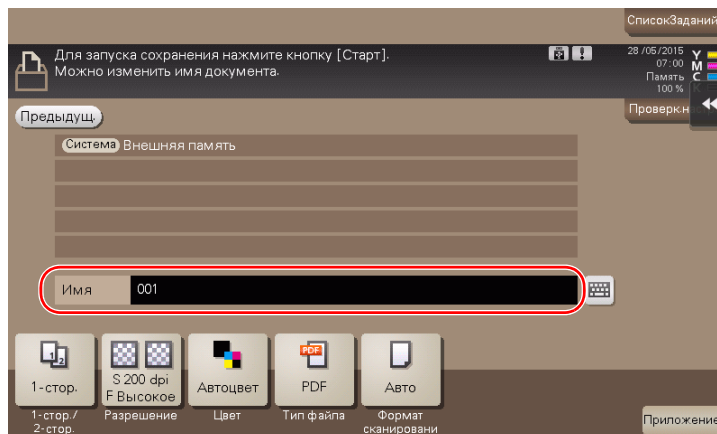 СписокЗаданий
Для запуска сохранения нажмите кнопку [Старт].
Можно изменить имя документа.
28/05/2015
07:00
Память
100 %
Y
M
C
K
Предыдущ.
Система Внешняя память
Имя 001
1-стор.
S 200 dpi
F Высокое
Автоцвет
PDF
PDF
Авто
1-стор./
2-стор.
Разрешение
Цвет
Тип файла
Формат
сканировани
Приложение